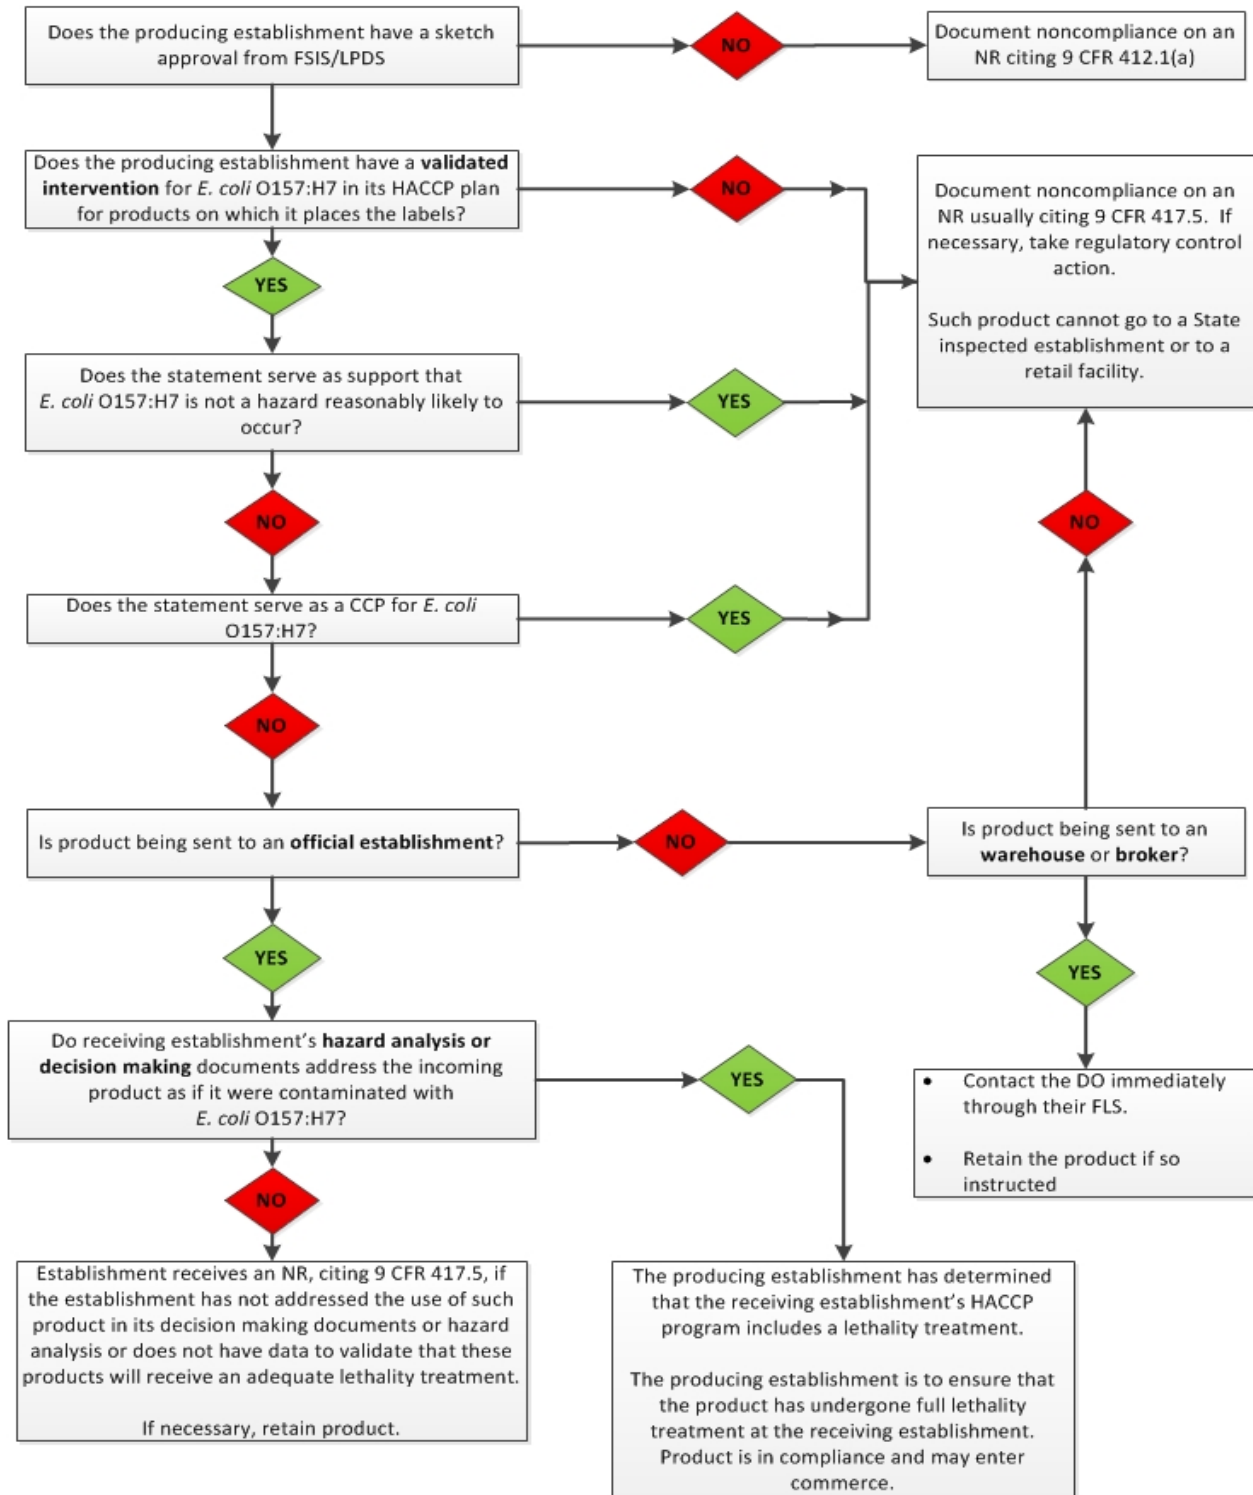 Does the producing establishment have a sketch
approval from FSIS/LPDS
NO
Document noncompliance on an
NR citing 9 CFR 412.1(a)
Does the producing establishment have a validated
intervention for E. coli O157:H7 in its HACCP plan
for products on which it places the labels?
NO
Document noncompliance on an
NR usually citing 9 CFR 417.5.  If
necessary, take regulatory control
action.
Such product cannot go to a State
inspected establishment or to a
retail facility.
YES
Does the statement serve as support that
E. coli O157:H7 is not a hazard reasonably likely to
occur?
YES
NO
NO
Does the statement serve as a CCP for E. coli
O157:H7?
YES
NO
Is product being sent to an official establishment?
NO
Is product being sent to an
warehouse or broker?
YES
YES
Do receiving establishment's hazard analysis or
decision making documents address the incoming
product as if it were contaminated with
E. coli O157:H7?
YES
• Contact the DO immediately
through their FLS.
• Retain the product if so
instructed
NO
Establishment receives an NR, citing 9 CFR 417.5, if
the establishment has not addressed the use of such
product in its decision making documents or hazard
analysis or does not have data to validate that these
products will receive an adequate lethality treatment.
If necessary, retain product.
The producing establishment has determined
that the receiving establishment's HACCP
program includes a lethality treatment.
The producing establishment is to ensure that
the product has undergone full lethality
treatment at the receiving establishment.
Product is in compliance and may enter
commerce.